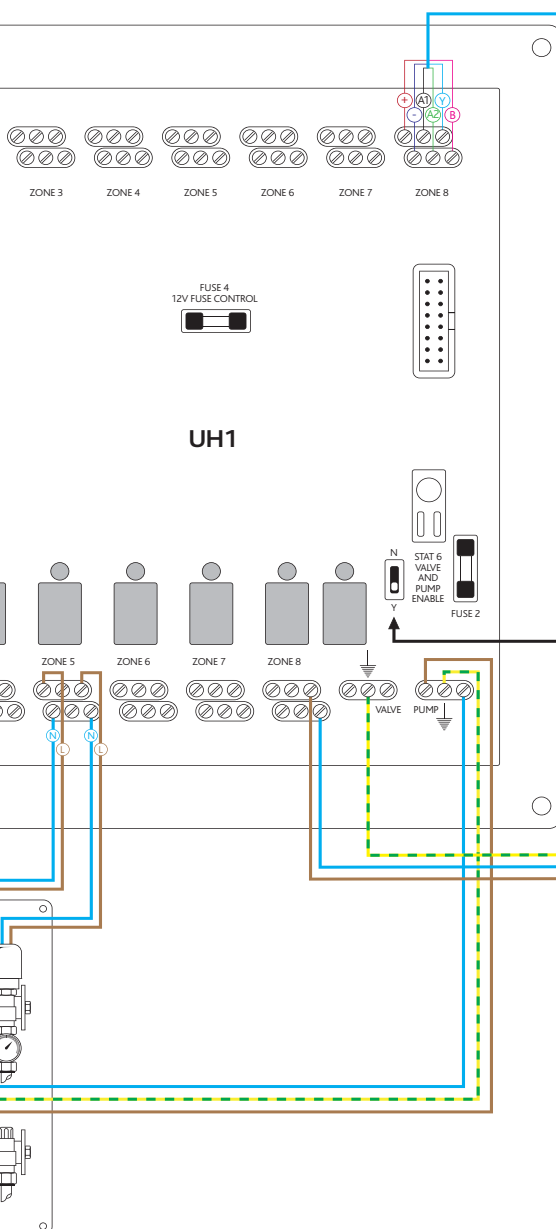 + A1 Y
- A2 B
ZONE 3 ZONE 4 ZONE 5 ZONE 6 ZONE 7 ZONE 8
FUSE 4
12V FUSE CONTROL
UH1
N
STAT 6
VALVE
AND
PUMP
ENABLE
Y
FUSE 2
ZONE 5 ZONE 6 ZONE 7 ZONE 8
VALVE PUMP
N N
L L